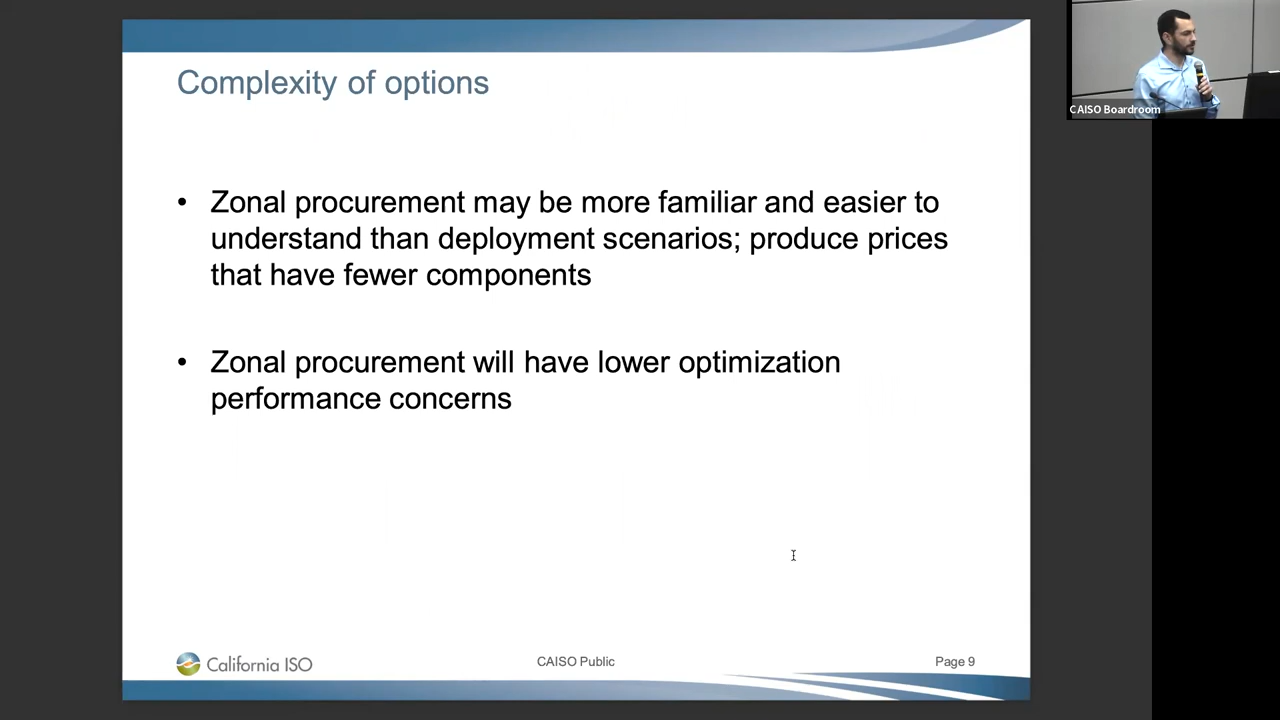 Complexity of options
• Zonal procurement may be more familiar and easier to
understand than deployment scenarios; produce prices
that have fewer components
• Zonal procurement will have lower optimization
performance concerns
California ISO
CAISO Public
Page 9
CAISO Boardroom